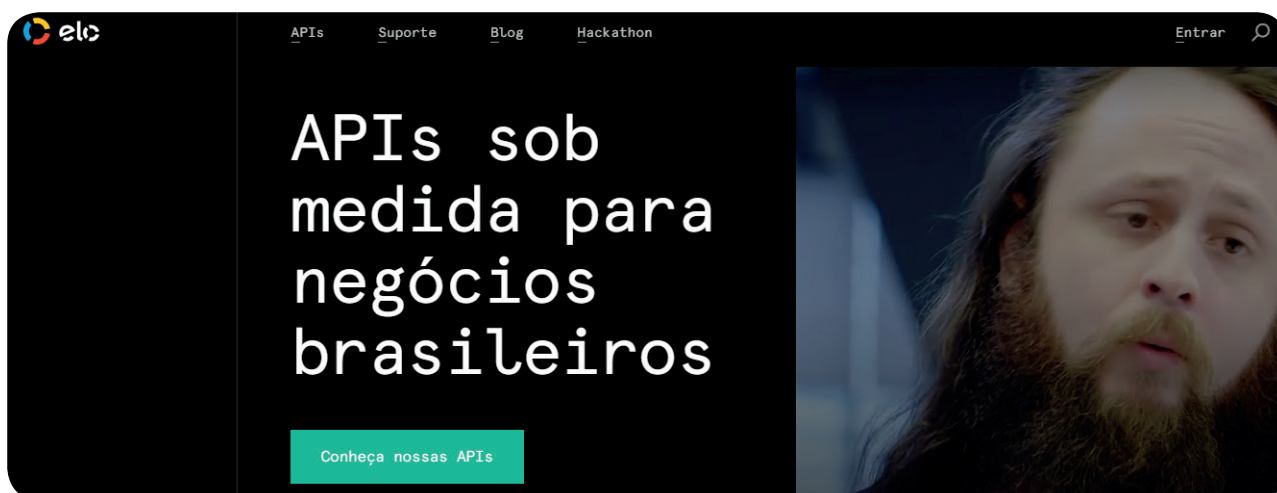 elo
APIs
Suporte
Blog
Hackathon
Entrar
APIs sob
medida para
negócios
brasileiros
Conheça nossas APIs